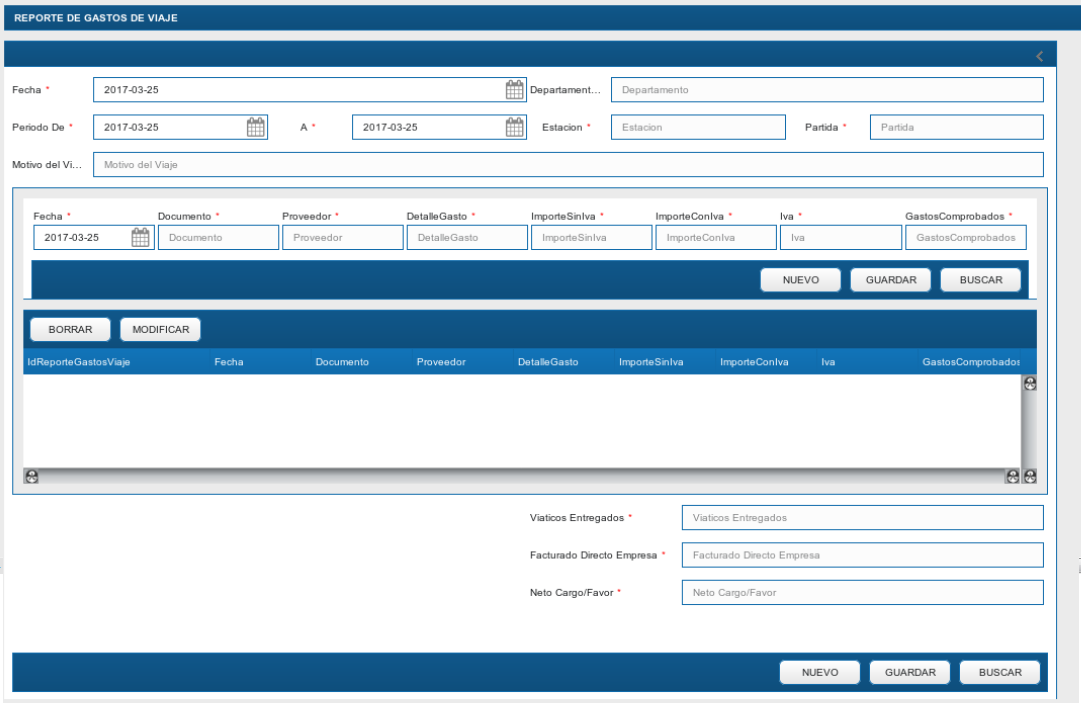 REPORTE DE GASTOS DE VIAJE
Fecha * 2017-03-25 Departament... Departamento
Periodo De * 2017-03-25 A * 2017-03-25 Estacion * Estacion Partida * Partida
Motivo del Vi... Motivo del Viaje
Fecha * Documento * Proveedor * DetalleGasto * ImporteSinIva * ImporteConIva * Iva * GastosComprobados *
2017-03-25 Documento Proveedor DetalleGasto ImporteSinIva ImporteConIva Iva GastosComprobados
NUEVO GUARDAR BUSCAR
BORRAR MODIFICAR
IdReporteGastosViaje Fecha Documento Proveedor DetalleGasto ImporteSinIva ImporteConIva Iva GastosComprobados
Viaticos Entregados * Viaticos Entregados
Facturado Directo Empresa * Facturado Directo Empresa
Neto Cargo/Favor * Neto Cargo/Favor
NUEVO GUARDAR BUSCAR